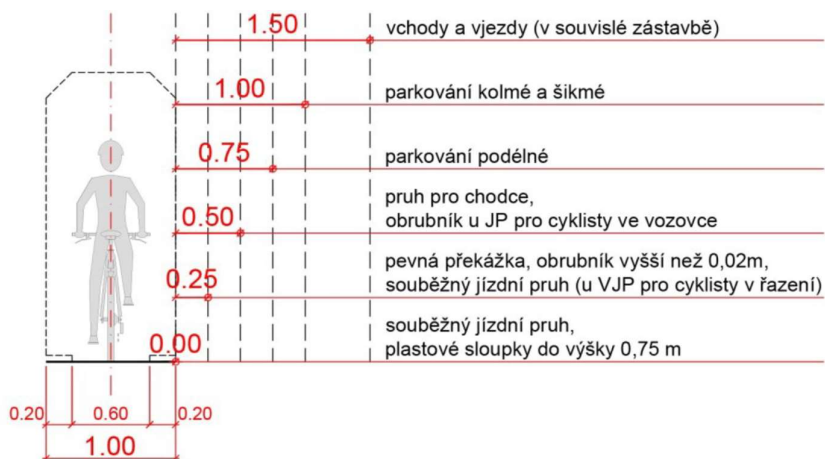 1.50
vchody a vjezdy (v souvislé zástavbě)
1.00
parkování kolmé a šikmé
0.75
parkování podélné
pruh pro chodce,
0.50
obrubník u JP pro cyklisty ve vozovce
pevná překážka, obrubník vyšší než 0,02m,
0.25
souběžný jízdní pruh (u VJP pro cyklisty v řazení)
souběžný jízdní pruh,
0.00
plastové sloupky do výšky 0,75 m
0.20 0.60 0.20
1.00